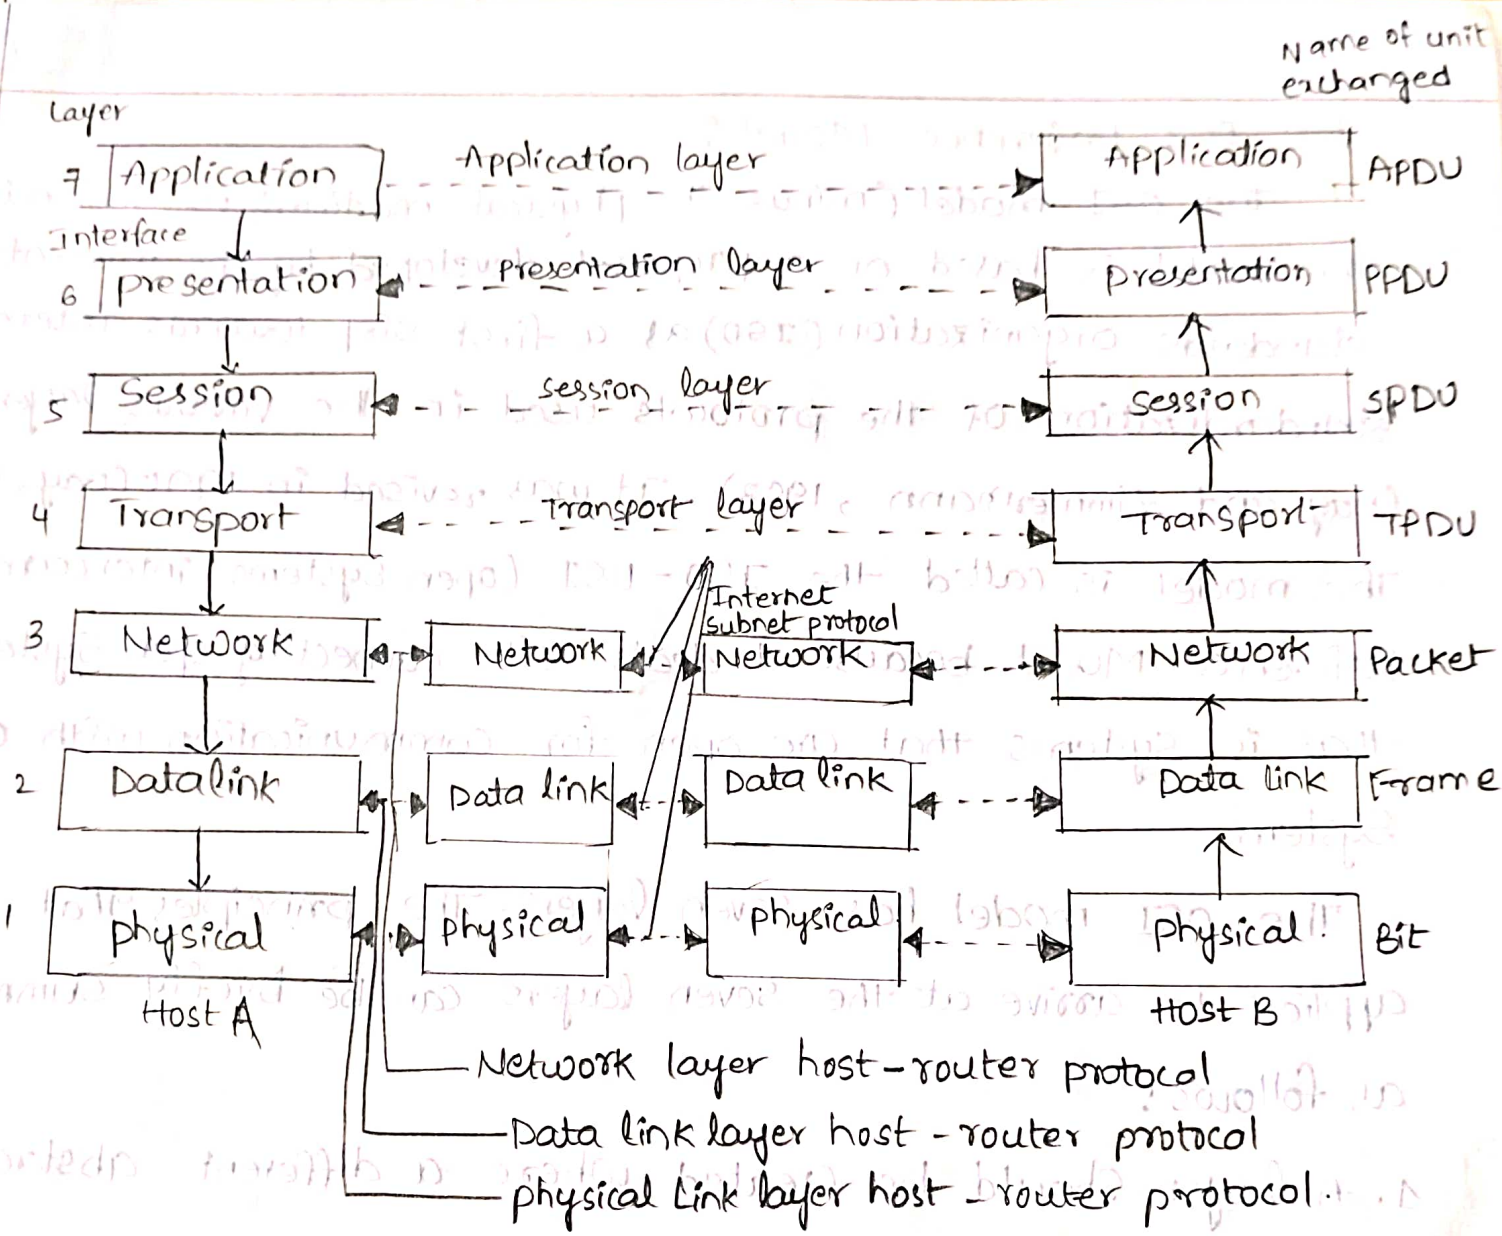 Name of unit
exchanged
Layer
7 Application Application layer Application APDU
Interface
6 presentation presentation layer presentation PPDU
5 Session session layer session SPDU
4 Transport Transport layer Transport TPDU
Internet
subnet protocol
3 Network Network Network Network Packet
2 Data link Data link Data link Data link Frame
1 physical physical physical physical Bit
Host A Host B
Network layer host-router protocol
Data link layer host-router protocol
physical Link layer host-router protocol.